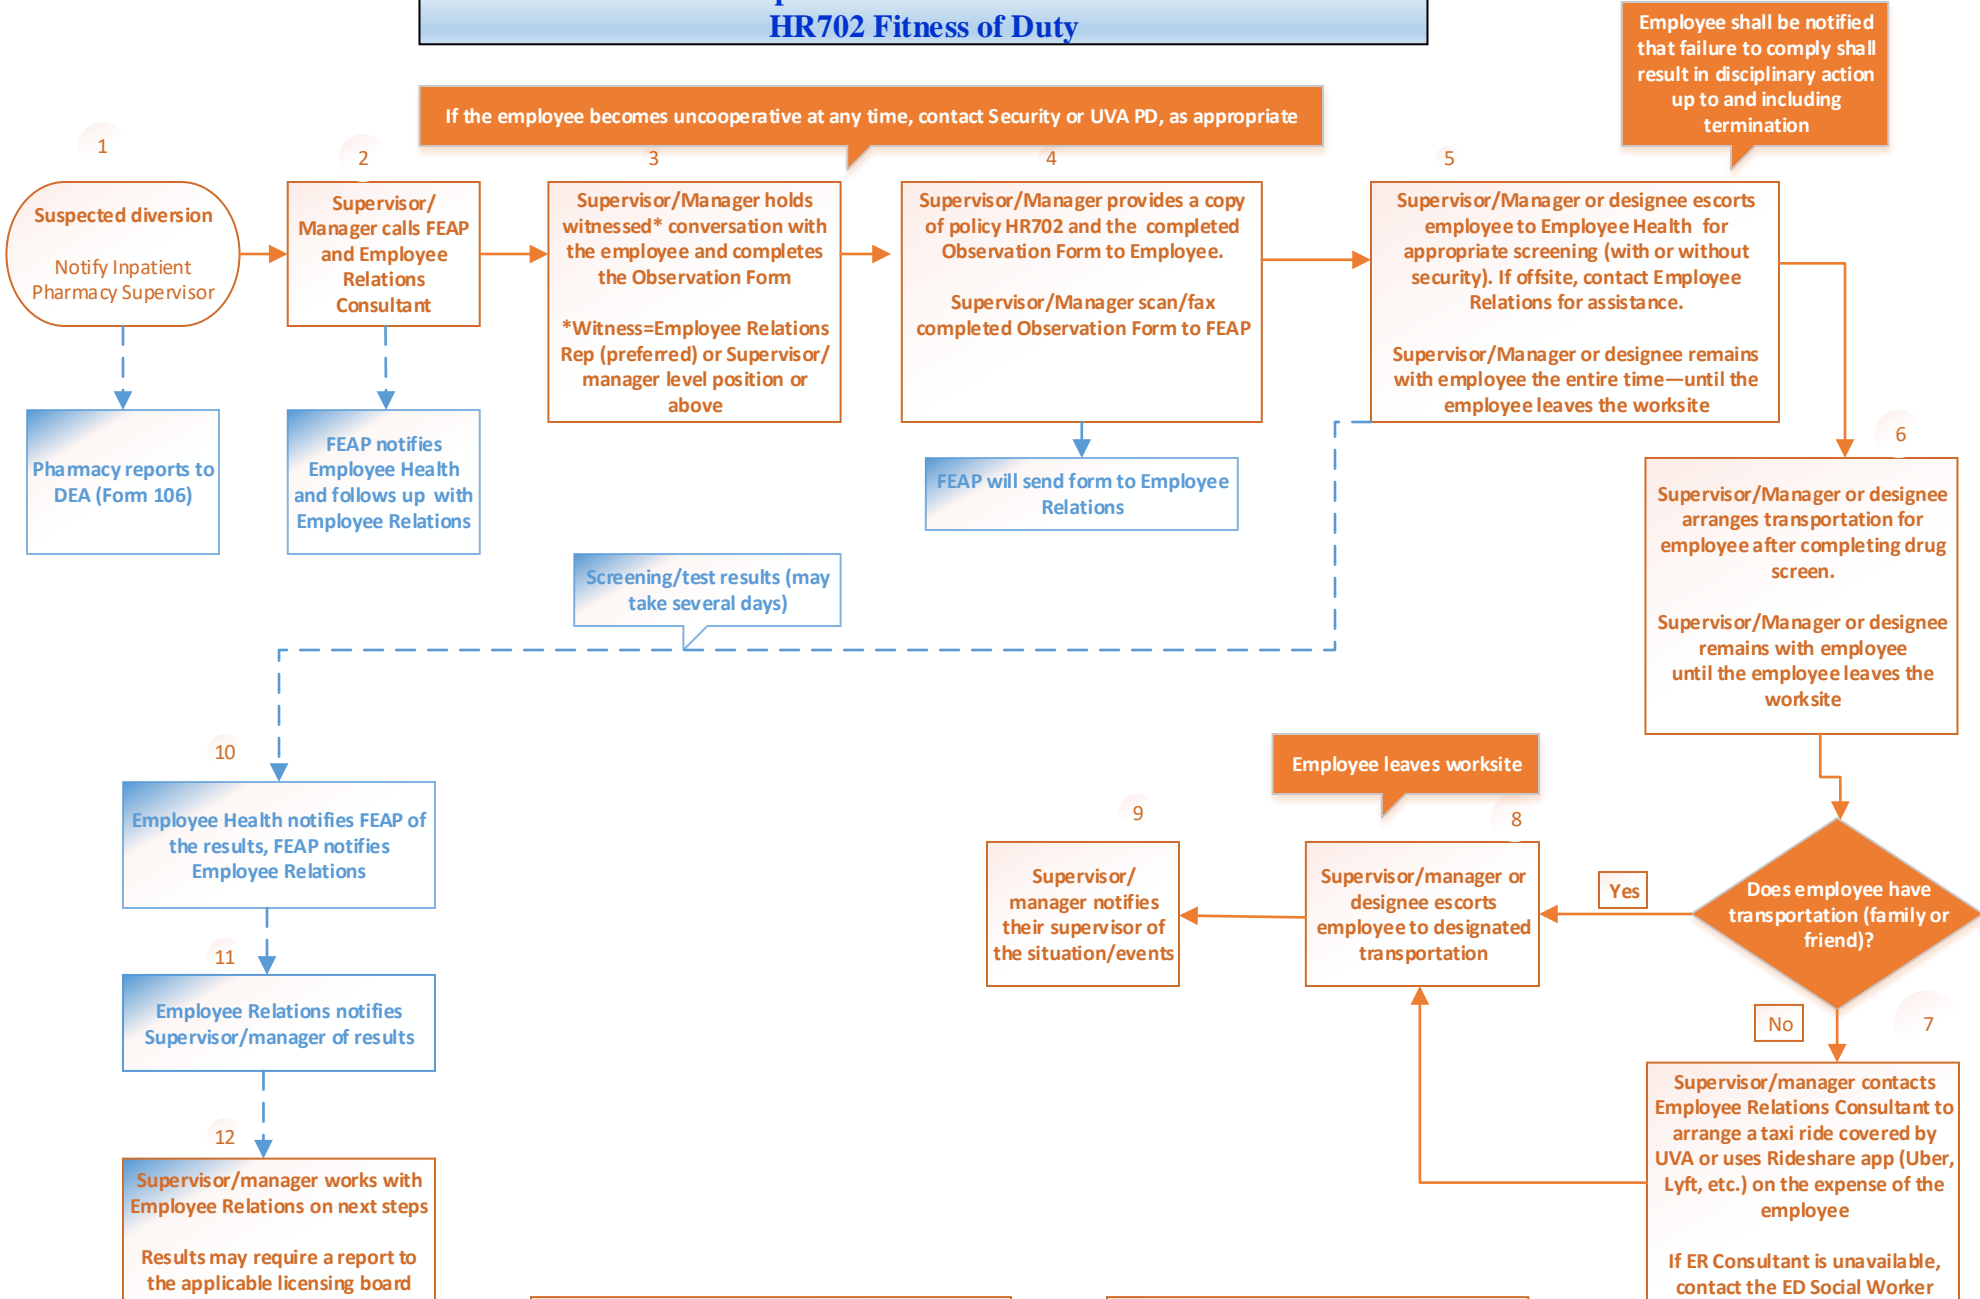 HR702 Fitness of Duty
Employee shall be notified
that failure to comply shall
result in disciplinary action
up to and including
termination
If the employee becomes uncooperative at any time, contact Security or UVA PD, as appropriate
1
Suspected diversion
Notify Inpatient
Pharmacy Supervisor
2
Supervisor/
Manager calls FEAP
and Employee
Relations
Consultant
3
Supervisor/Manager holds
witnessed* conversation with
the employee and completes
the Observation Form
*Witness=Employee Relations
Rep (preferred) or Supervisor/
manager level position or
above
4
Supervisor/Manager provides a copy
of policy HR702 and the completed
Observation Form to Employee.
Supervisor/Manager scan/fax
completed Observation Form to FEAP
5
Supervisor/Manager or designee escorts
employee to Employee Health for
appropriate screening (with or without
security). If offsite, contact Employee
Relations for assistance.
Supervisor/Manager or designee remains
with employee the entire time—until the
employee leaves the worksite
Pharmacy reports to
DEA (Form 106)
FEAP notifies
Employee Health
and follows up with
Employee Relations
FEAP will send form to Employee
Relations
6
Supervisor/Manager or designee
arranges transportation for
employee after completing drug
screen.
Supervisor/Manager or designee
remains with employee
until the employee leaves the
worksite
Screening/test results (may
take several days)
Does employee have
transportation (family or
friend)?
Yes
No
7
Supervisor/manager contacts
Employee Relations Consultant to
arrange a taxi ride covered by
UVA or uses Rideshare app (Uber,
Lyft, etc.) on the expense of the
employee
If ER Consultant is unavailable,
contact the ED Social Worker
Employee leaves worksite
8
Supervisor/manager or
designee escorts
employee to designated
transportation
9
Supervisor/
manager notifies
their supervisor of
the situation/events
10
Employee Health notifies FEAP of
the results, FEAP notifies
Employee Relations
11
Employee Relations notifies
Supervisor/manager of results
12
Supervisor/manager works with
Employee Relations on next steps
Results may require a report to
the applicable licensing board